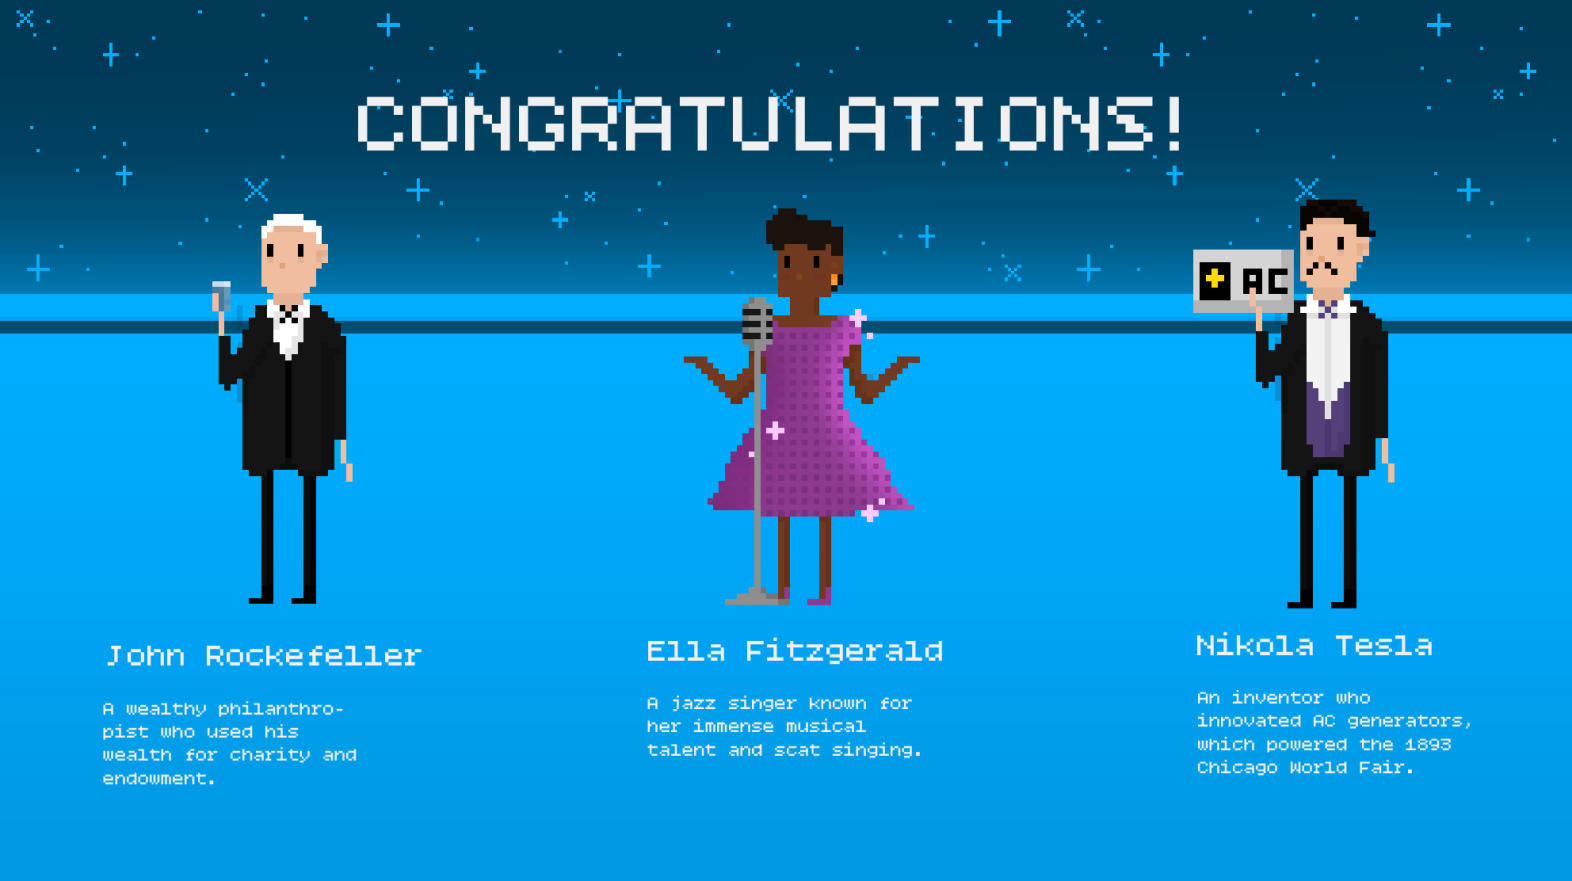 CONGRATULATIONS!
AC
John Rockefeller
A wealthy philanthro-
pist who used his
wealth for charity and
endowment.
Ella Fitzgerald
A jazz singer known for
her immense musical
talent and scat singing.
Nikola Tesla
An inventor who
innovated AC generators,
which powered the 1893
Chicago World Fair.